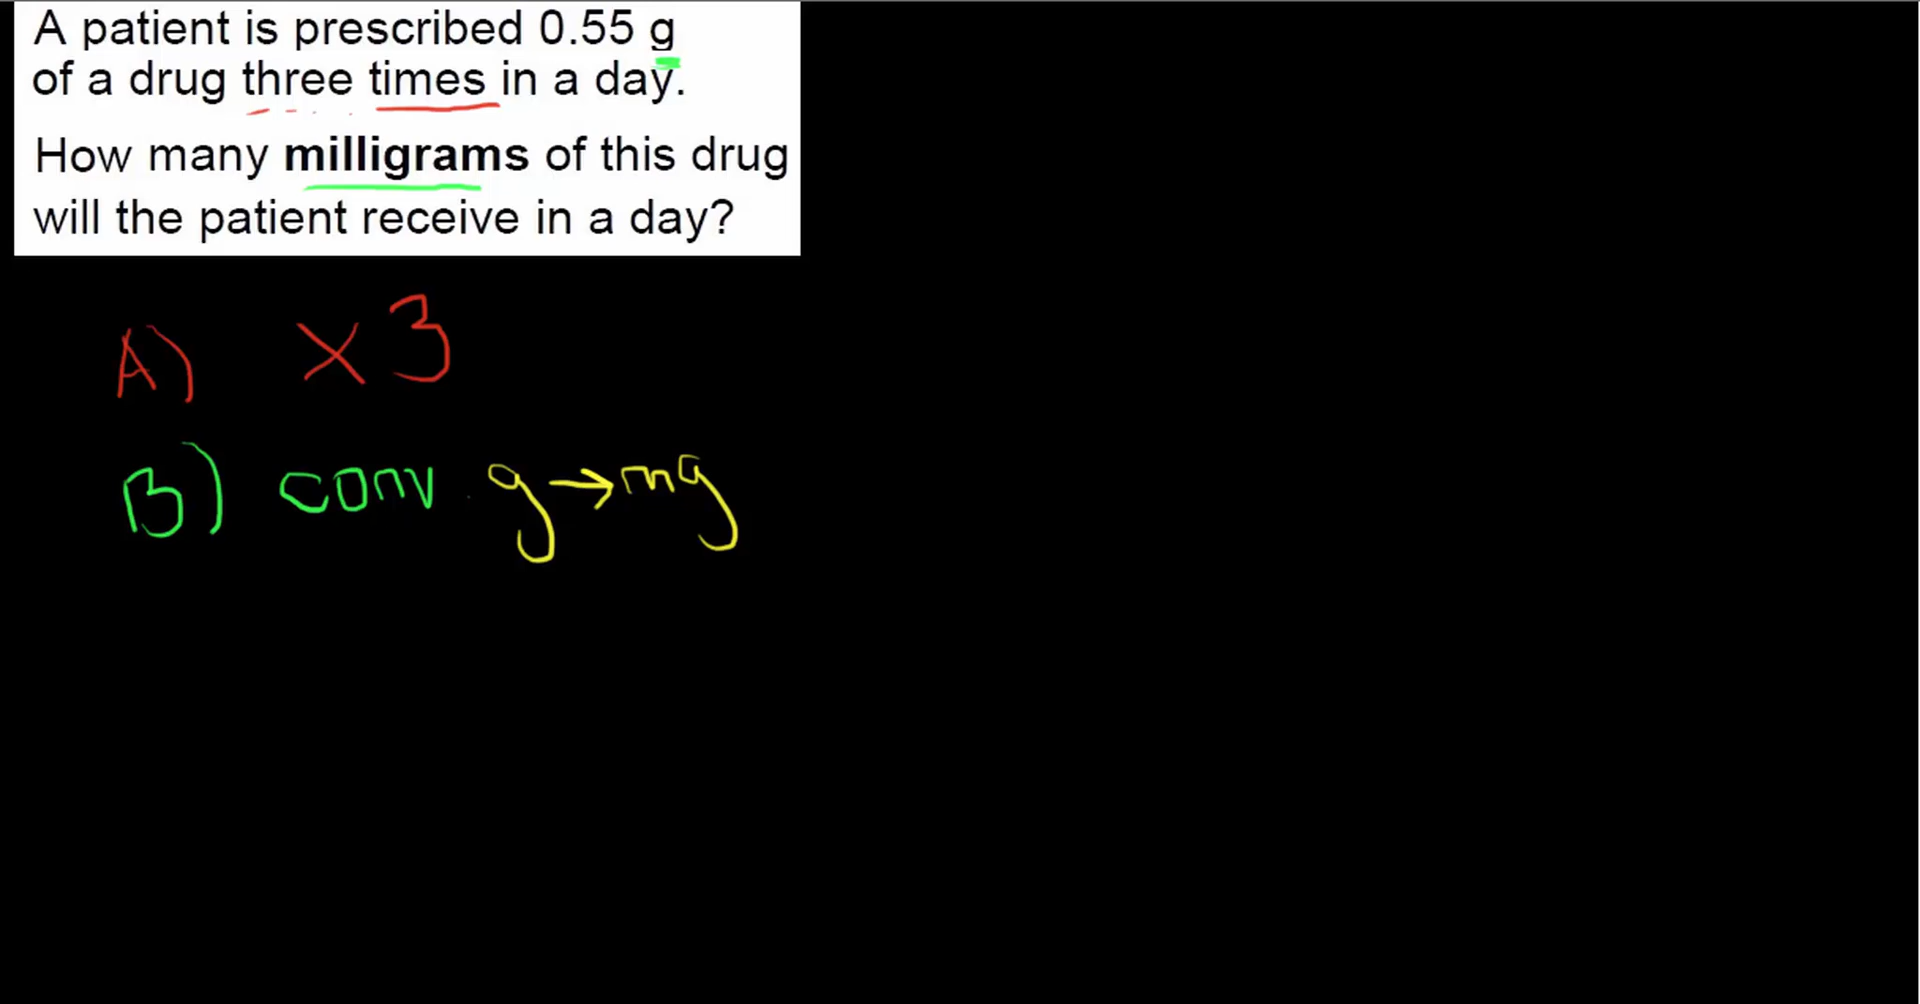 A patient is prescribed 0.55 g
of a drug three times in a day.
How many milligrams of this drug
will the patient receive in a day?
A) ×3
B) conv. g→mg